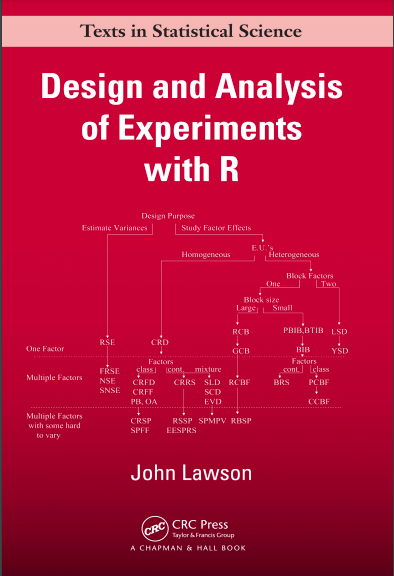 Texts in Statistical Science
Design and Analysis
of Experiments
with R
Design Purpose
Estimate Variances Study Factor Effects
E.U.'s
Homogeneous Heterogeneous
Block Factors
One Two
Block size
Large Small
RSE CRD RCB PBIB,BTIB LSD
One Factor GCB BIB YSD
Factors Factors
class cont. mixture cont. class
Multiple Factors FRSE CRFD CRRS SLD RCBF BRS PCBF
NSE CRFF SCD
SNSE PB, OA EVD CCBF
Multiple Factors CRSP RSSP SPMPV RBSP
with some hard SPFF EESPRS
to vary
John Lawson
CRC CRC Press
Taylor & Francis Group
A CHAPMAN & HALL BOOK